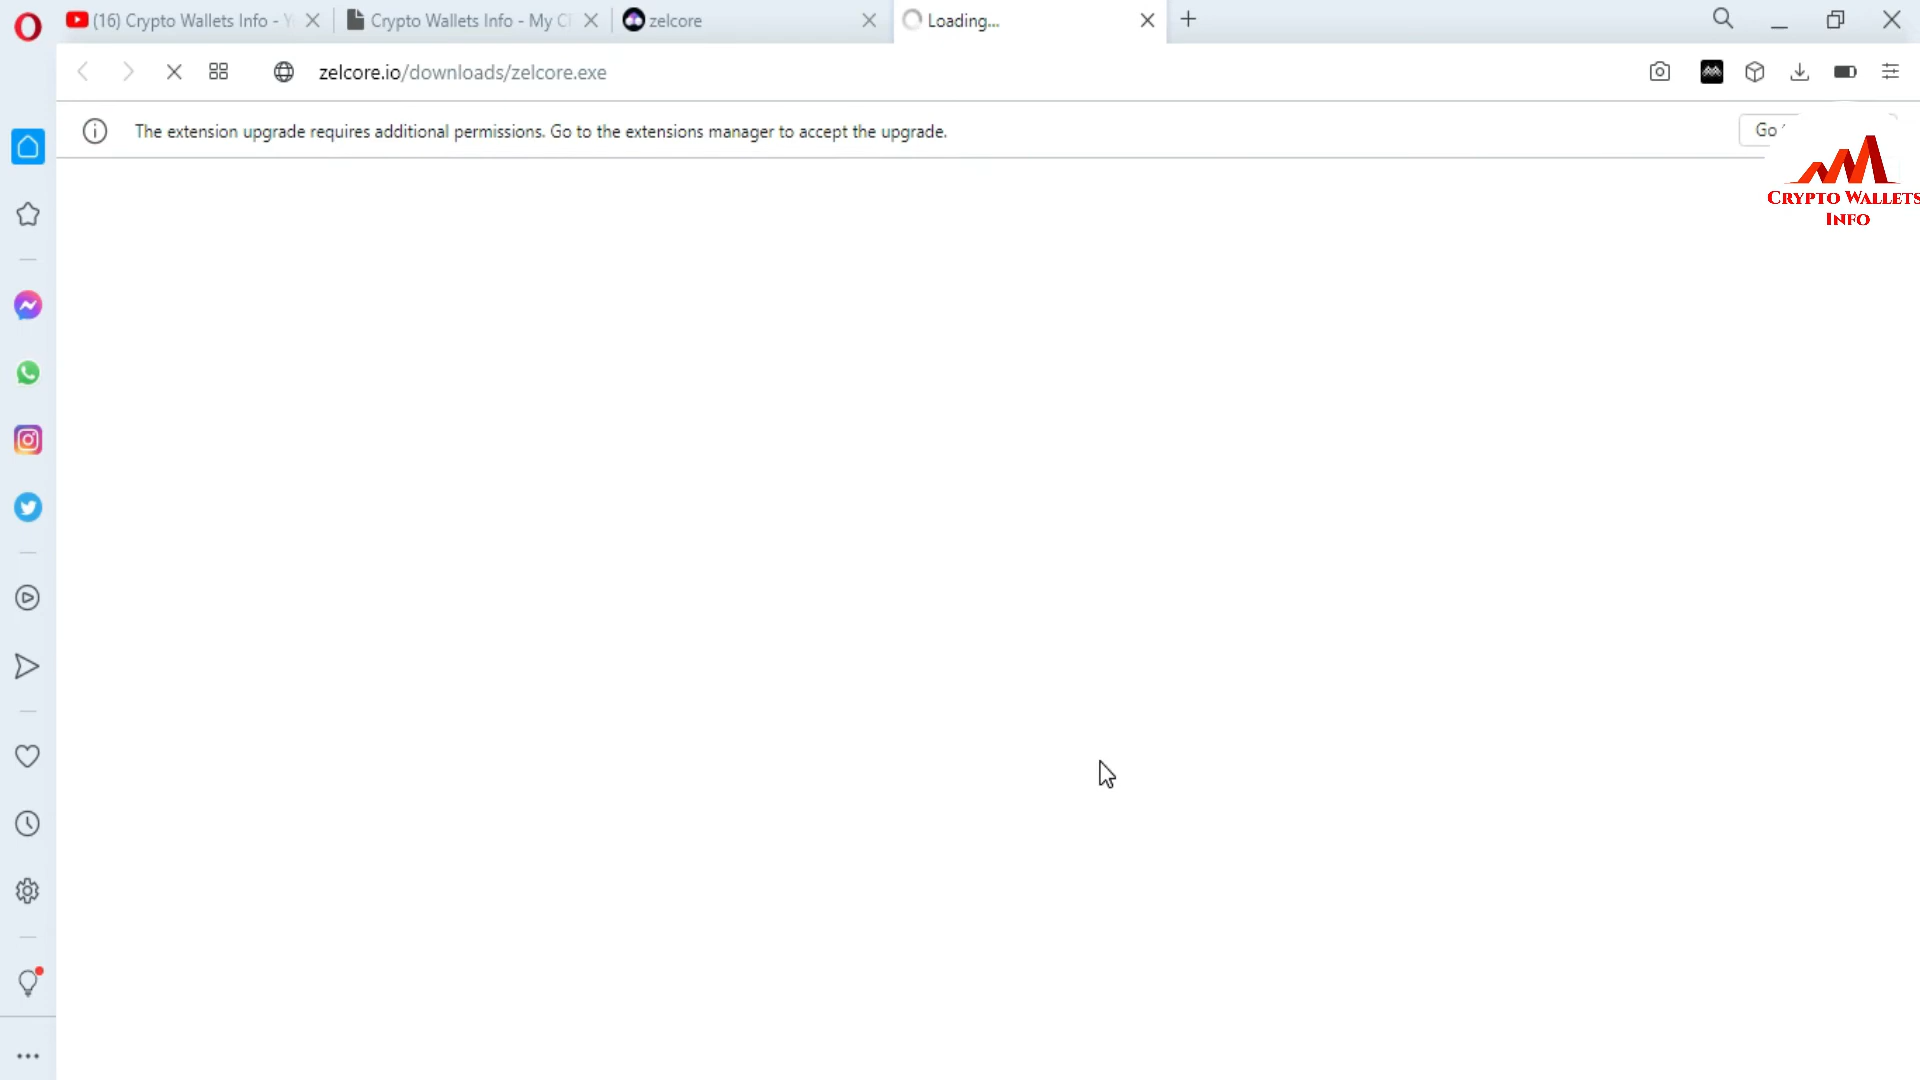 (16) Crypto Wallets Info - Y
Crypto Wallets Info - My C
zelcore
Loading...
zelcore.io/downloads/zelcore.exe
The extension upgrade requires additional permissions. Go to the extensions manager to accept the upgrade.
Go
Crypto Wallets
Info